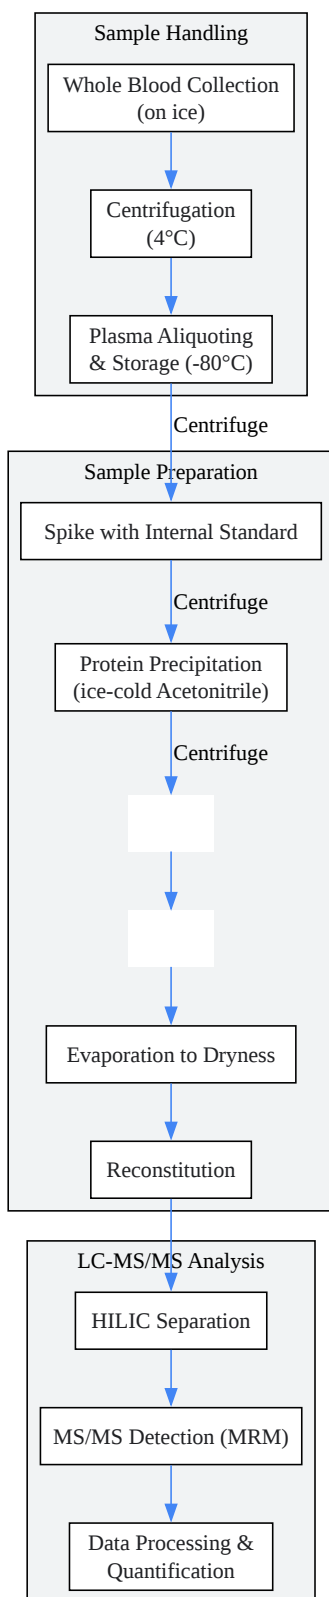 Sample Handling
Whole Blood Collection
(on ice)
Centrifugation
(4°C)
Plasma Aliquoting
& Storage (-80°C)
Centrifuge
Sample Preparation
Spike with Internal Standard
Centrifuge
Protein Precipitation
(ice-cold Acetonitrile)
Centrifuge
Evaporation to Dryness
Reconstitution
LC-MS/MS Analysis
HILIC Separation
MS/MS Detection (MRM)
Data Processing &
Quantification